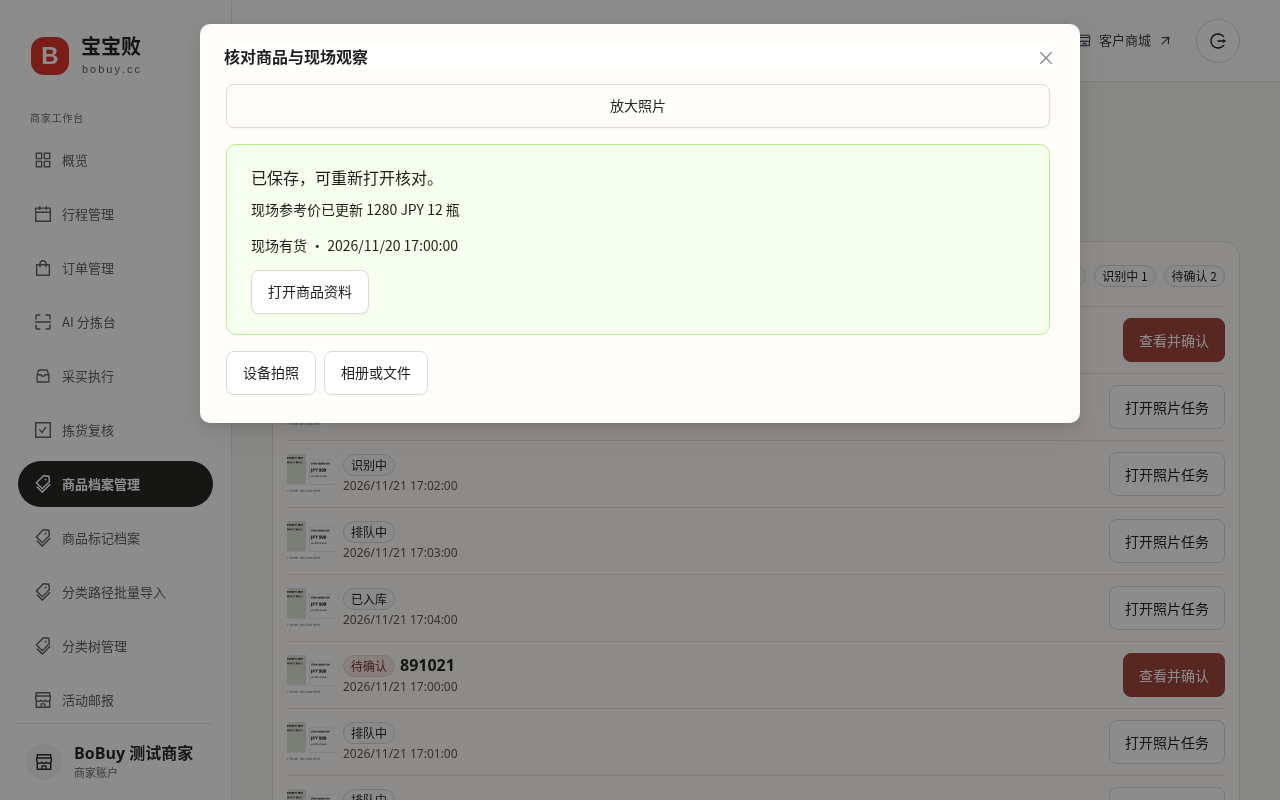 B
宝宝败
bobuy.cc
商家工作台
概览
行程管理
订单管理
AI 分拣台
采买执行
拣货复核
商品档案管理
商品标记档案
分类路径批量导入
分类树管理
活动邮报
BoBuy 测试商家
商家账户
客户商城
核对商品与现场观察
放大照片
已保存，可重新打开核对。
现场参考价已更新 1280 JPY 12 瓶
现场有货 · 2026/11/20 17:00:00
打开商品资料
设备拍照
相册或文件
识别中 1
待确认 2
查看并确认
打开照片任务
识别中
2026/11/21 17:02:00
打开照片任务
排队中
2026/11/21 17:03:00
打开照片任务
已入库
2026/11/21 17:04:00
打开照片任务
待确认 891021
2026/11/21 17:00:00
查看并确认
排队中
2026/11/21 17:01:00
打开照片任务
排队中